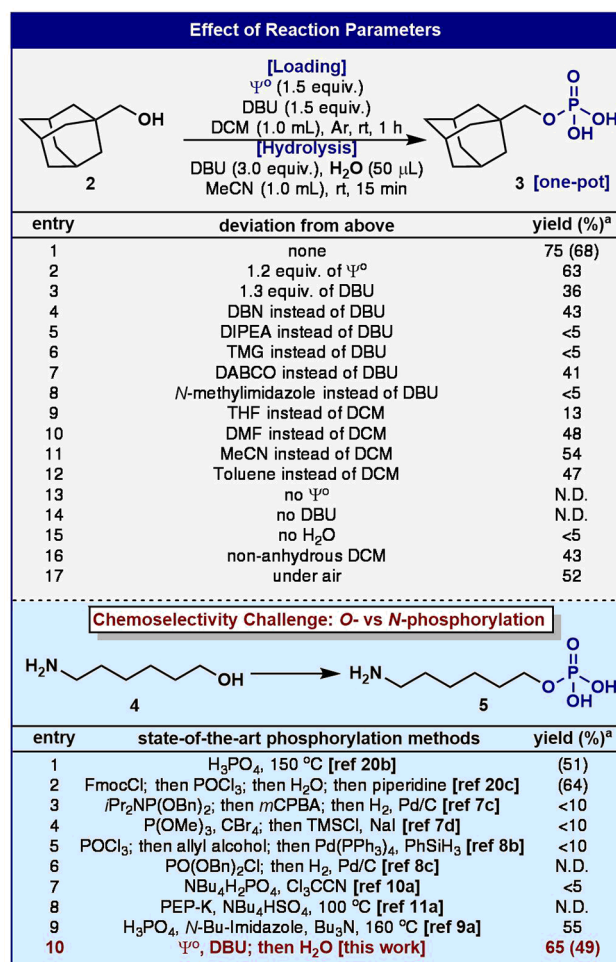 Effect of Reaction Parameters
[Loading]
Ψᴼ (1.5 equiv.)
DBU (1.5 equiv.)
DCM (1.0 mL), Ar, rt, 1 h
[Hydrolysis]
DBU (3.0 equiv.), H₂O (50 μL)
MeCN (1.0 mL), rt, 15 min
OH
2
O
O P OH
OH
3 [one-pot]
entry deviation from above yield (%)ᵃ
1 none 75 (68)
2 1.2 equiv. of Ψᴼ 63
3 1.3 equiv. of DBU 36
4 DBN instead of DBU 43
5 DIPEA instead of DBU <5
6 TMG instead of DBU <5
7 DABCO instead of DBU 41
8 N-methylimidazole instead of DBU <5
9 THF instead of DCM 13
10 DMF instead of DCM 48
11 MeCN instead of DCM 54
12 Toluene instead of DCM 47
13 no Ψᴼ N.D.
14 no DBU N.D.
15 no H₂O <5
16 non-anhydrous DCM 43
17 under air 52
Chemoselectivity Challenge: O- vs N-phosphorylation
H₂N OH
4
H₂N O P OH
O
OH
5
entry state-of-the-art phosphorylation methods yield (%)ᵃ
1 H₃PO₄, 150 °C [ref 20b] (51)
2 FmocCl; then POCl₃; then H₂O; then piperidine [ref 20c] (64)
3 iPr₂NP(OBn)₂; then mCPBA; then H₂, Pd/C [ref 7c] <10
4 P(OMe)₃, CBr₄; then TMSCl, NaI [ref 7d] <10
5 POCl₃; then allyl alcohol; then Pd(PPh₃)₄, PhSiH₃ [ref 8b] <10
6 PO(OBn)₂Cl; then H₂, Pd/C [ref 8c] N.D.
7 NBu₄H₂PO₄, Cl₃CCN [ref 10a] <5
8 PEP-K, NBu₄HSO₄, 100 °C [ref 11a] N.D.
9 H₃PO₄, N-Bu-Imidazole, Bu₃N, 160 °C [ref 9a] 55
10 Ψᴼ, DBU; then H₂O [this work] 65 (49)